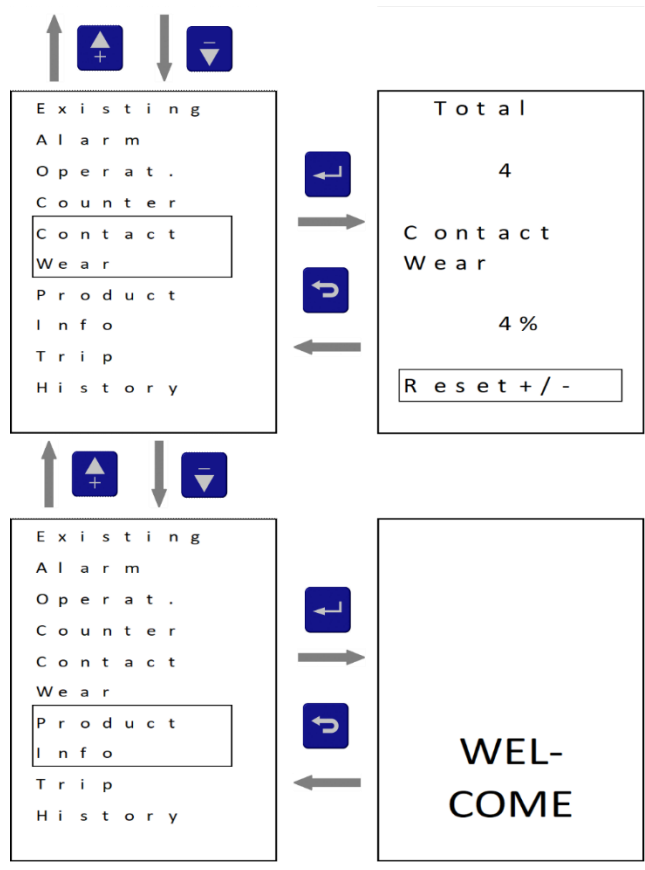 +
−
Existing
Alarm
Operat.
Counter
Contact
Wear
Product
Info
Trip
History
Total
4
Contact
Wear
4%
Reset+/-
+
−
Existing
Alarm
Operat.
Counter
Contact
Wear
Product
Info
Trip
History
WEL-
COME